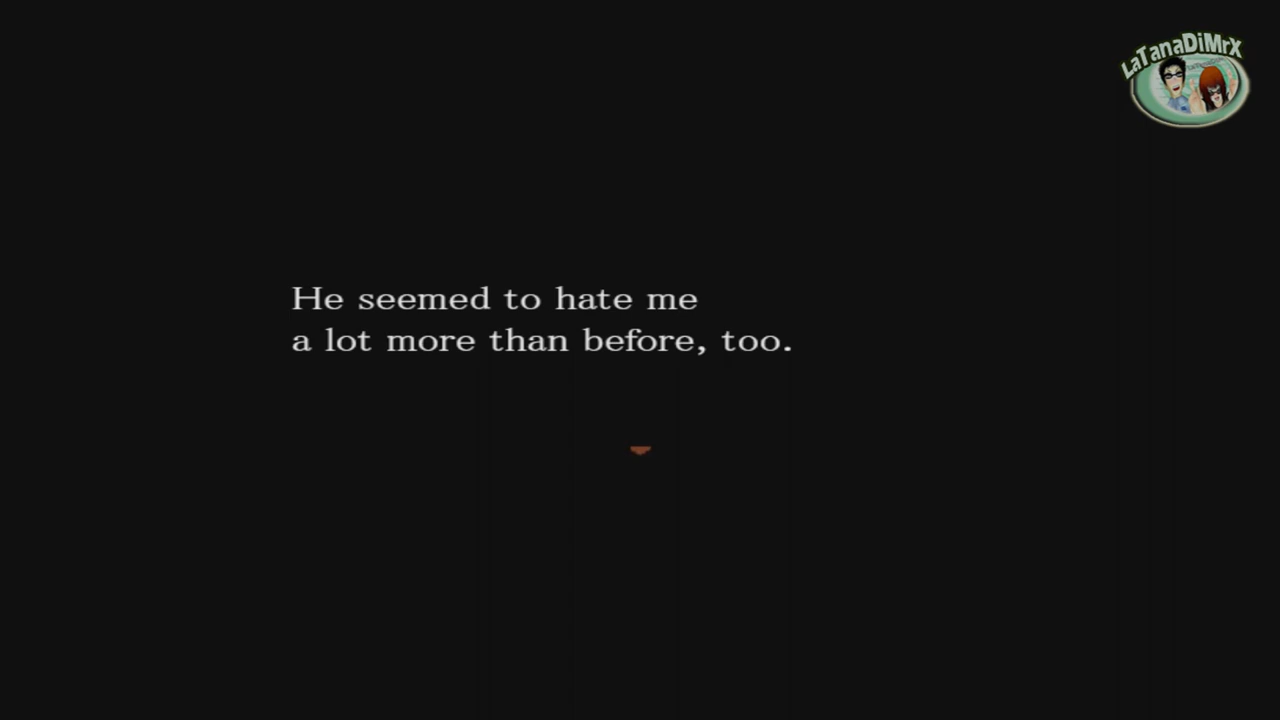 LaTanaDiMrX
He seemed to hate me
a lot more than before, too.